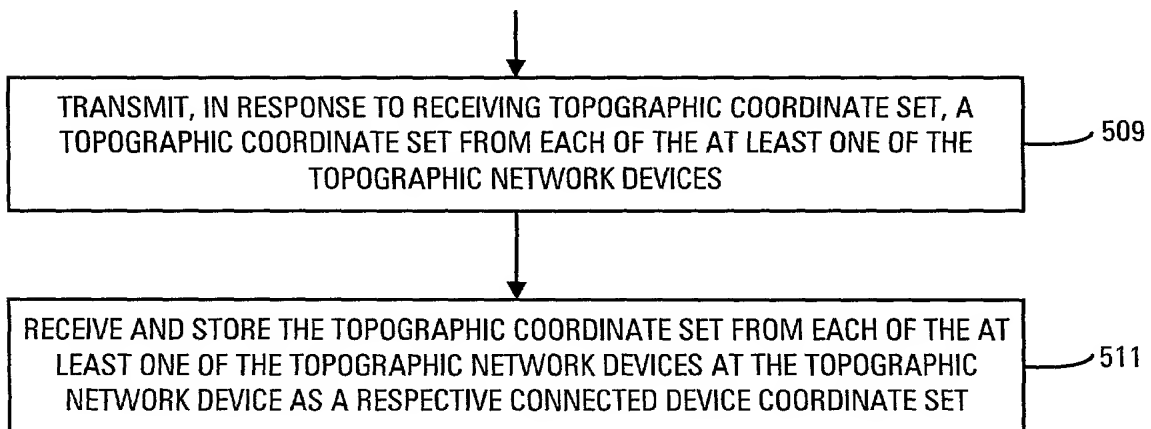 TRANSMIT, IN RESPONSE TO RECEIVING TOPOGRAPHIC COORDINATE SET, A
TOPOGRAPHIC COORDINATE SET FROM EACH OF THE AT LEAST ONE OF THE
TOPOGRAPHIC NETWORK DEVICES
509
RECEIVE AND STORE THE TOPOGRAPHIC COORDINATE SET FROM EACH OF THE AT
LEAST ONE OF THE TOPOGRAPHIC NETWORK DEVICES AT THE TOPOGRAPHIC
NETWORK DEVICE AS A RESPECTIVE CONNECTED DEVICE COORDINATE SET
511